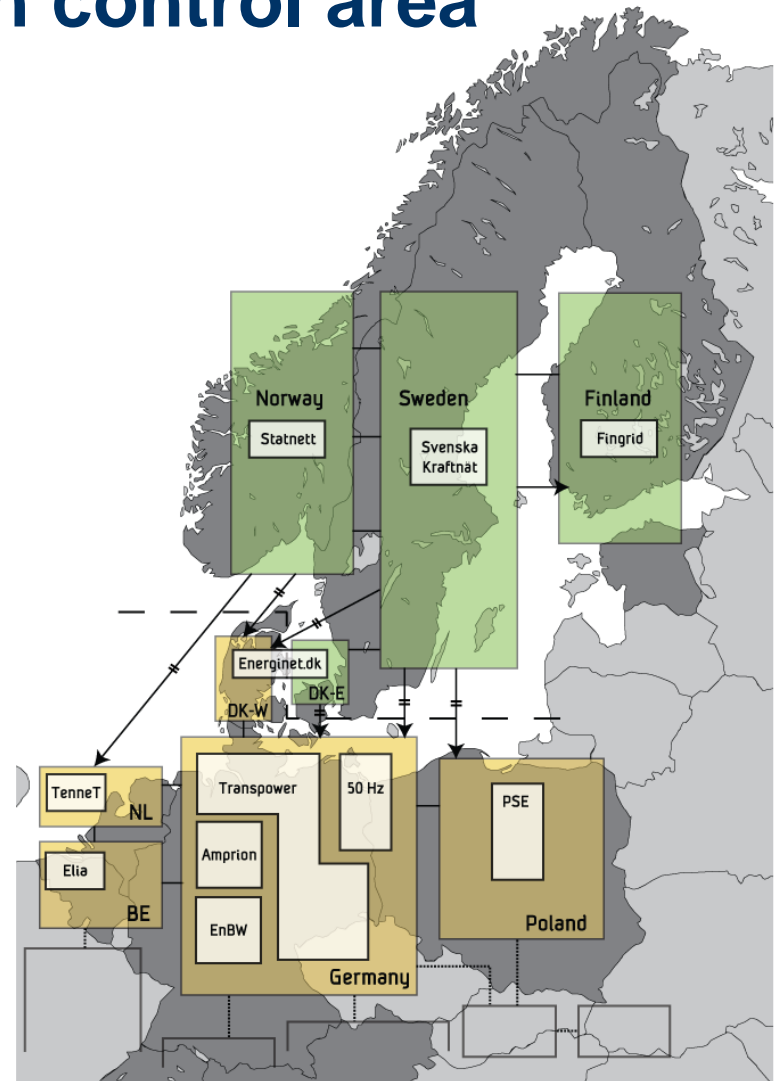 control area
Norway
Statnett
Sweden
Svenska
Kraftnät
Finland
Fingrid
Energinet.dk
DK-E
DK-W
TenneT
NL
Elia
BE
Transpower
50 Hz
Amprion
EnBW
Germany
PSE
Poland